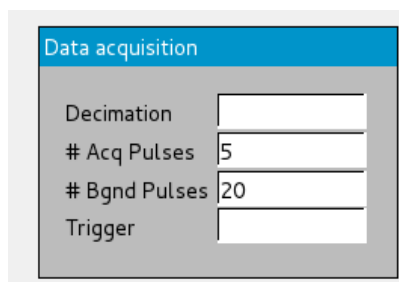 Data acquisition
Decimation
# Acq Pulses 5
# Bgnd Pulses 20
Trigger